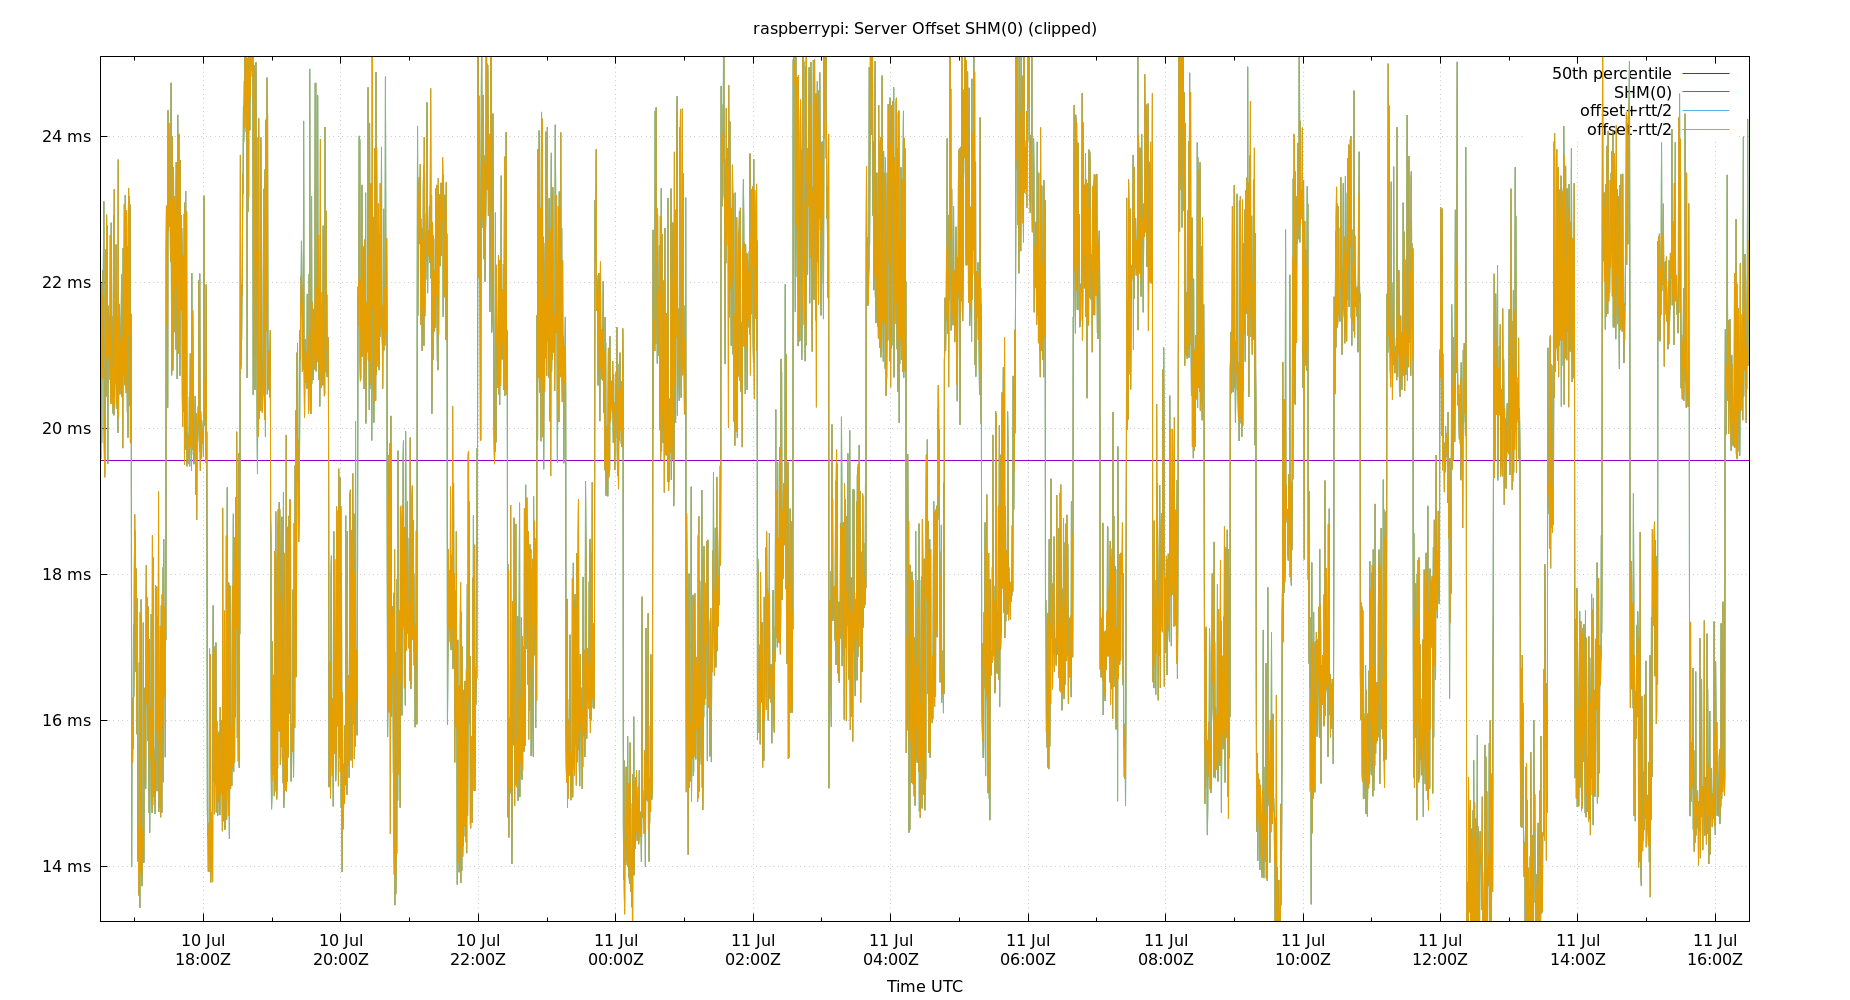 raspberrypi: Server Offset SHM(0) (clipped)
50th percentile
SHM(0)
offset+rtt/2
offset-rtt/2
24 ms
22 ms
20 ms
18 ms
16 ms
14 ms
10 Jul 10 Jul 10 Jul 11 Jul 11 Jul 11 Jul 11 Jul 11 Jul 11 Jul 11 Jul 11 Jul 11 Jul
18:00Z 20:00Z 22:00Z 00:00Z 02:00Z 04:00Z 06:00Z 08:00Z 10:00Z 12:00Z 14:00Z 16:00Z
Time UTC